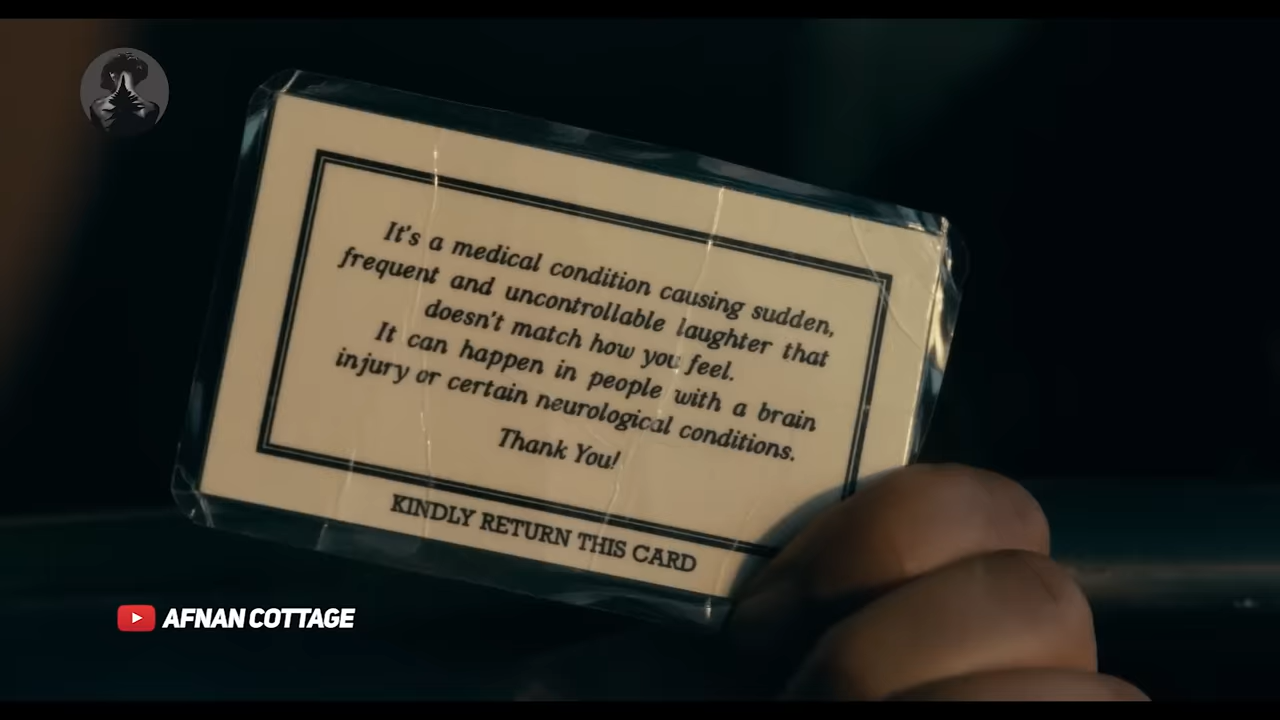 It's a medical condition causing sudden,
frequent and uncontrollable laughter that
doesn't match how you feel.
It can happen in people with a brain
injury or certain neurological conditions.
Thank You!
KINDLY RETURN THIS CARD
AFNAN COTTAGE